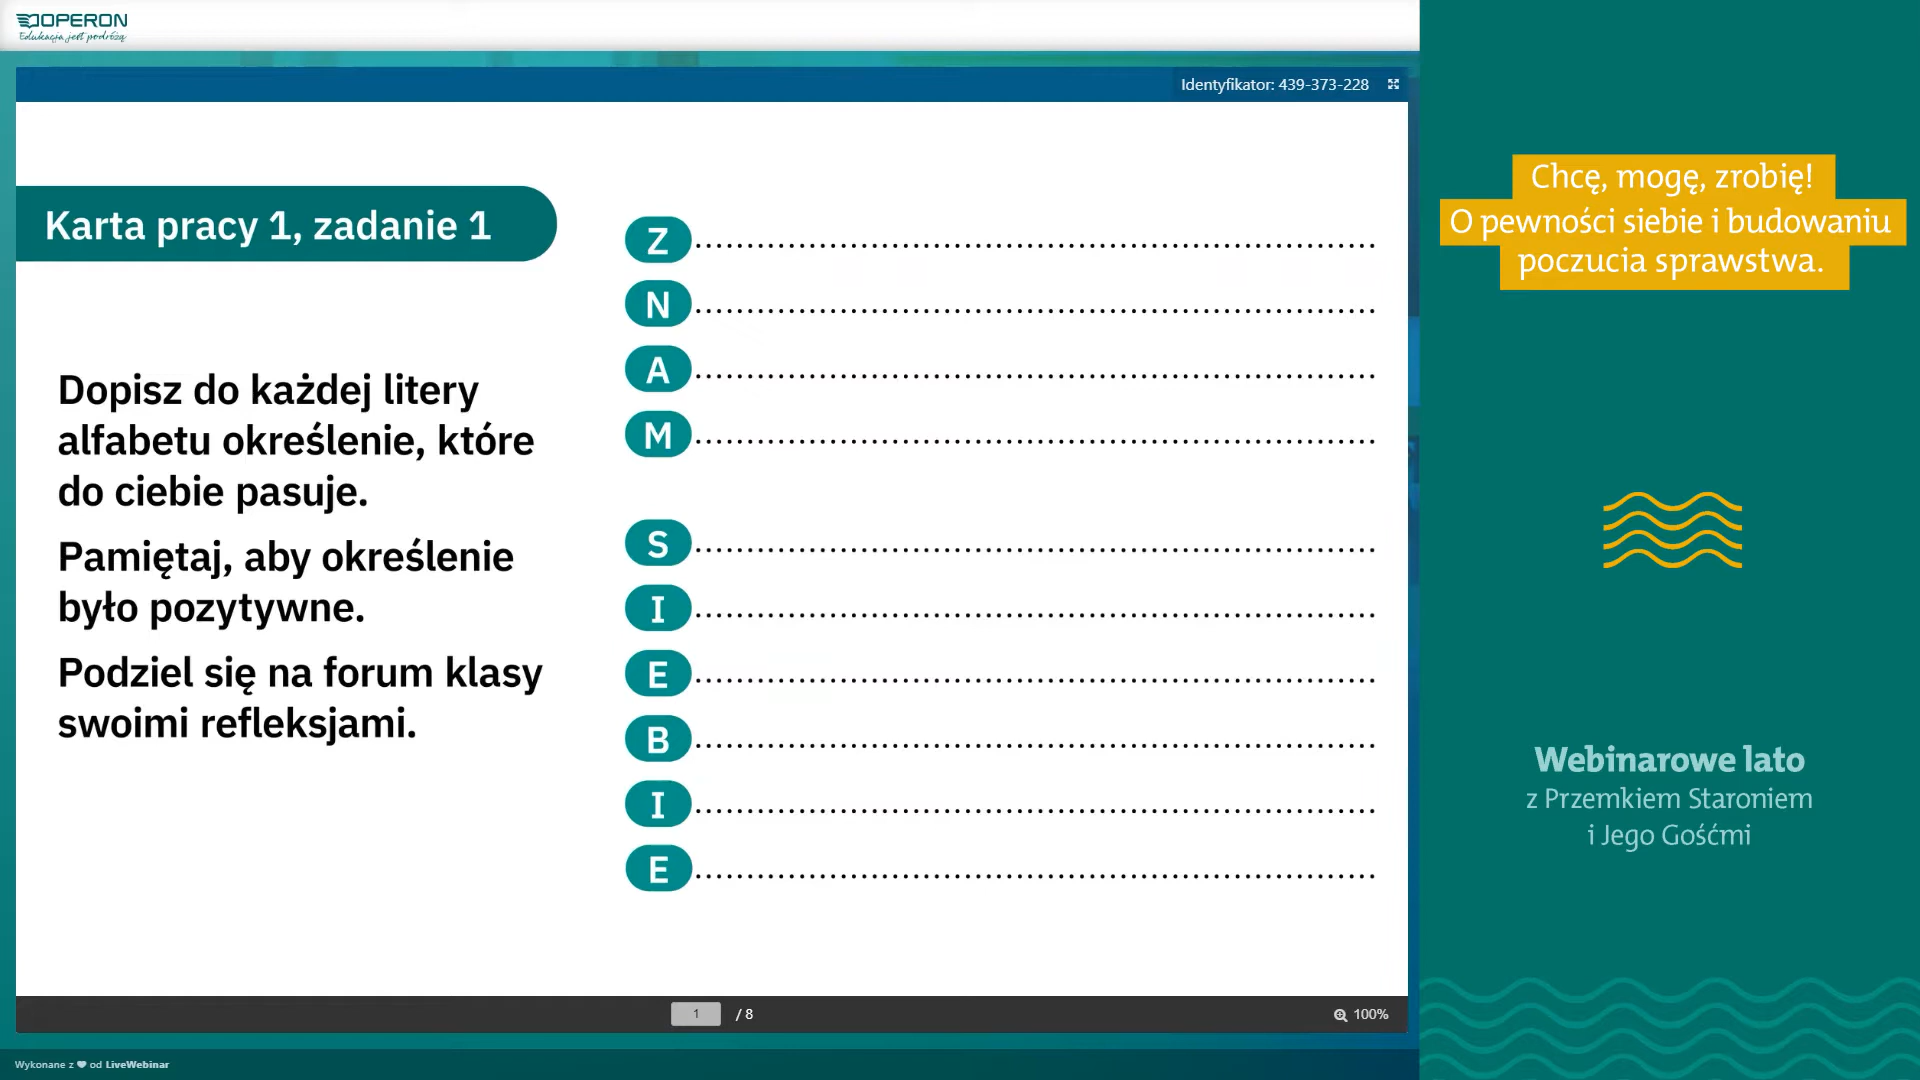 OPERON
Edukacja jest podróżą
Identyfikator: 439-373-228
Karta pracy 1, zadanie 1
Dopisz do każdej litery
alfabetu określenie, które
do ciebie pasuje.
Pamiętaj, aby określenie
było pozytywne.
Podziel się na forum klasy
swoimi refleksjami.
Z ........................................................................
N ........................................................................
A ........................................................................
M ........................................................................
S ........................................................................
I ........................................................................
E ........................................................................
B ........................................................................
I ........................................................................
E ........................................................................
1 / 8
100%
Wykonane z ❤ od LiveWebinar
Chcę, mogę, zrobię!
O pewności siebie i budowaniu
poczucia sprawstwa.
Webinarowe lato
z Przemkiem Staroniem
i Jego Gośćmi